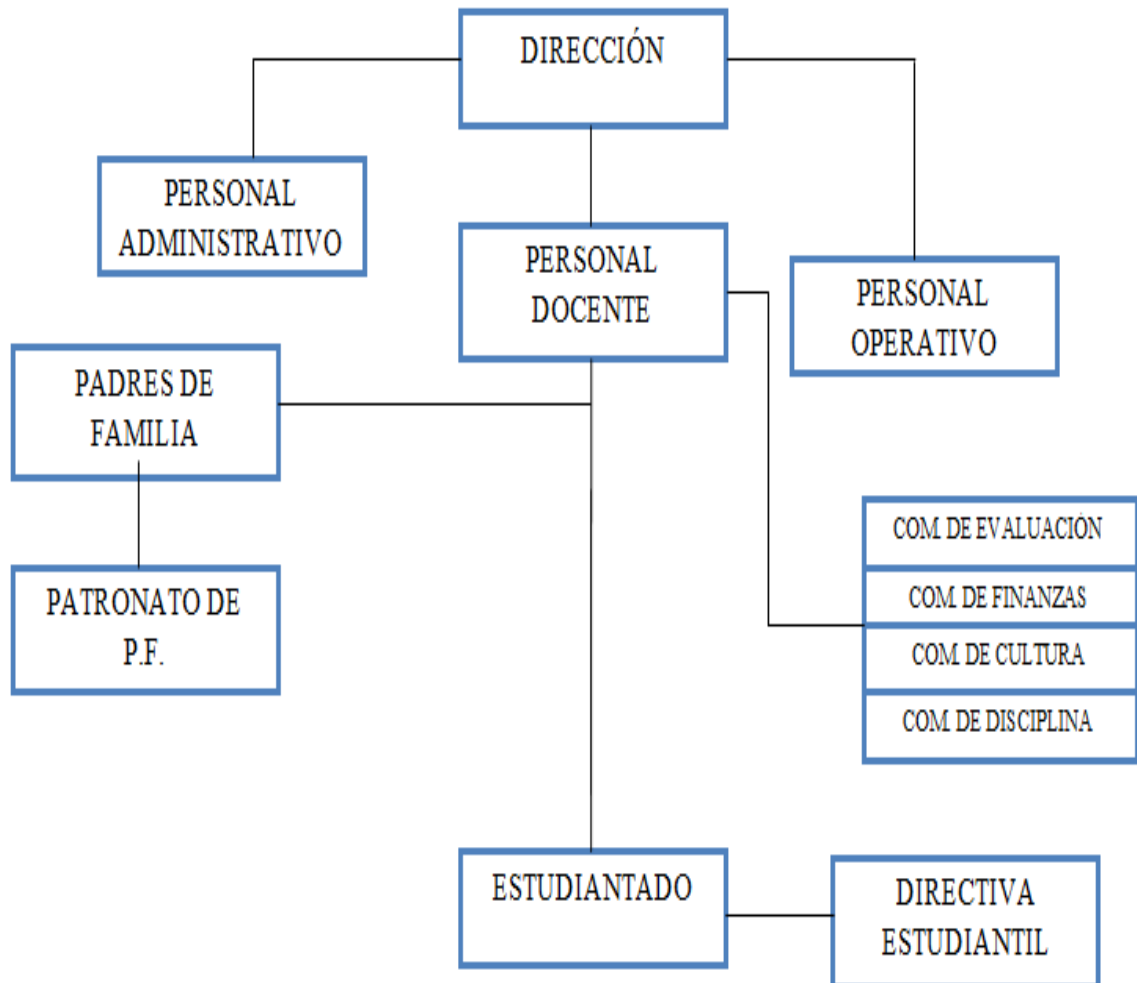 DIRECCIÓN
PERSONAL
ADMINISTRATIVO
PERSONAL
DOCENTE
PERSONAL
OPERATIVO
PADRES DE
FAMILIA
PATRONATO DE
P.F.
COM. DE EVALUACIÓN
COM. DE FINANZAS
COM. DE CULTURA
COM. DE DISCIPLINA
ESTUDIANTADO
DIRECTIVA
ESTUDIANTIL